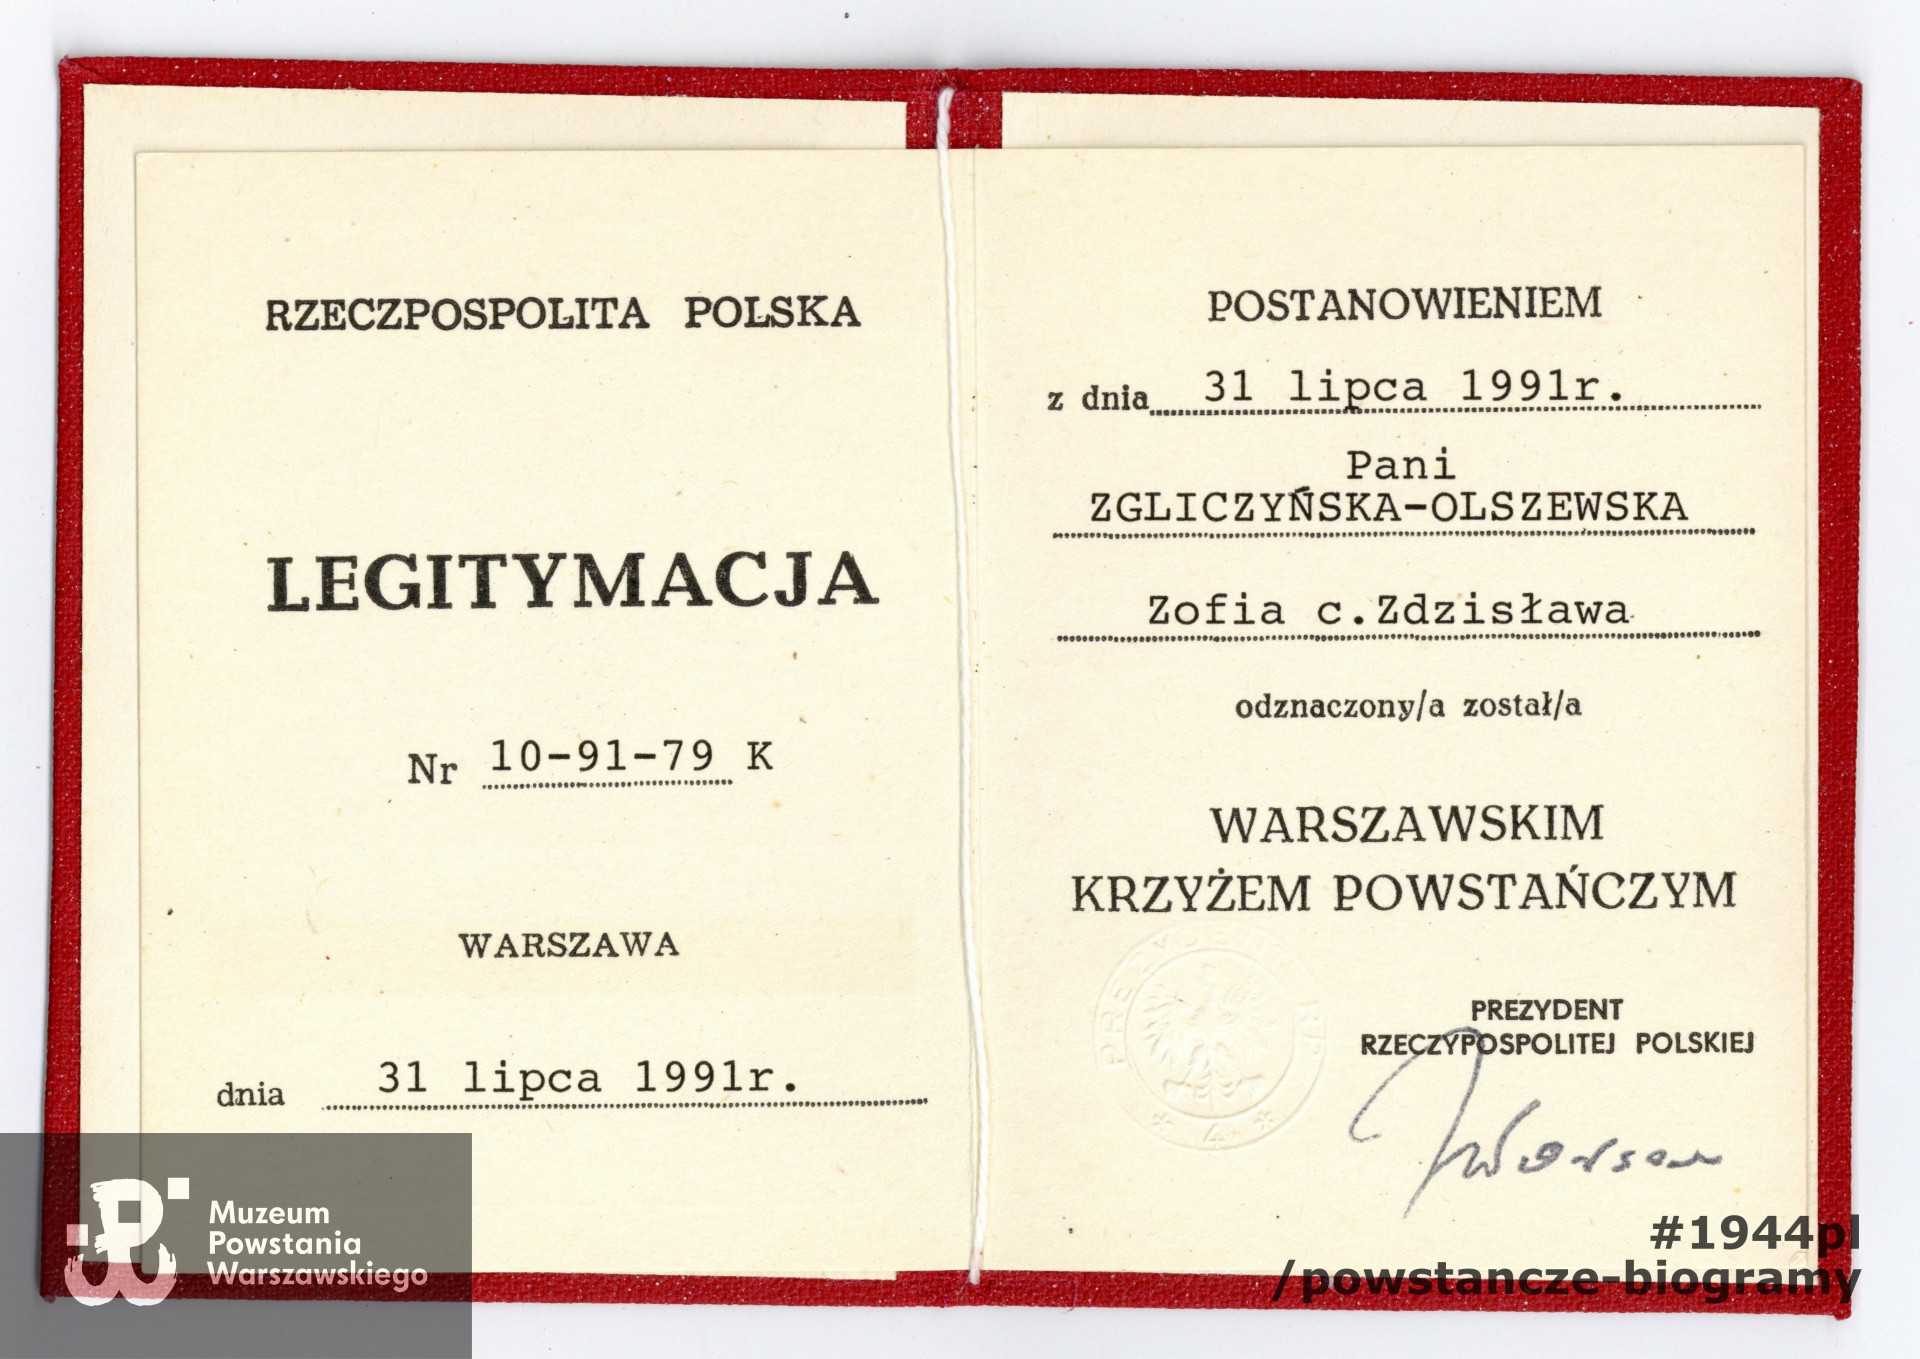 RZECZPOSPOLITA POLSKA
LEGITYMACJA
Nr 10-91-79 K
WARSZAWA
dnia 31 lipca 1991r.
POSTANOWIENIEM
z dnia 31 lipca 1991r.
Pani
ZGLICZYŃSKA-OLSZEWSKA
Zofia c.Zdzisława
odznaczony/a został/a
WARSZAWSKIM
KRZYŻEM POWSTAŃCZYM
PREZYDENT
RZECZYPOSPOLITEJ POLSKIEJ
Muzeum
Powstania
Warszawskiego
#1944pl
/powstancze-biogramy